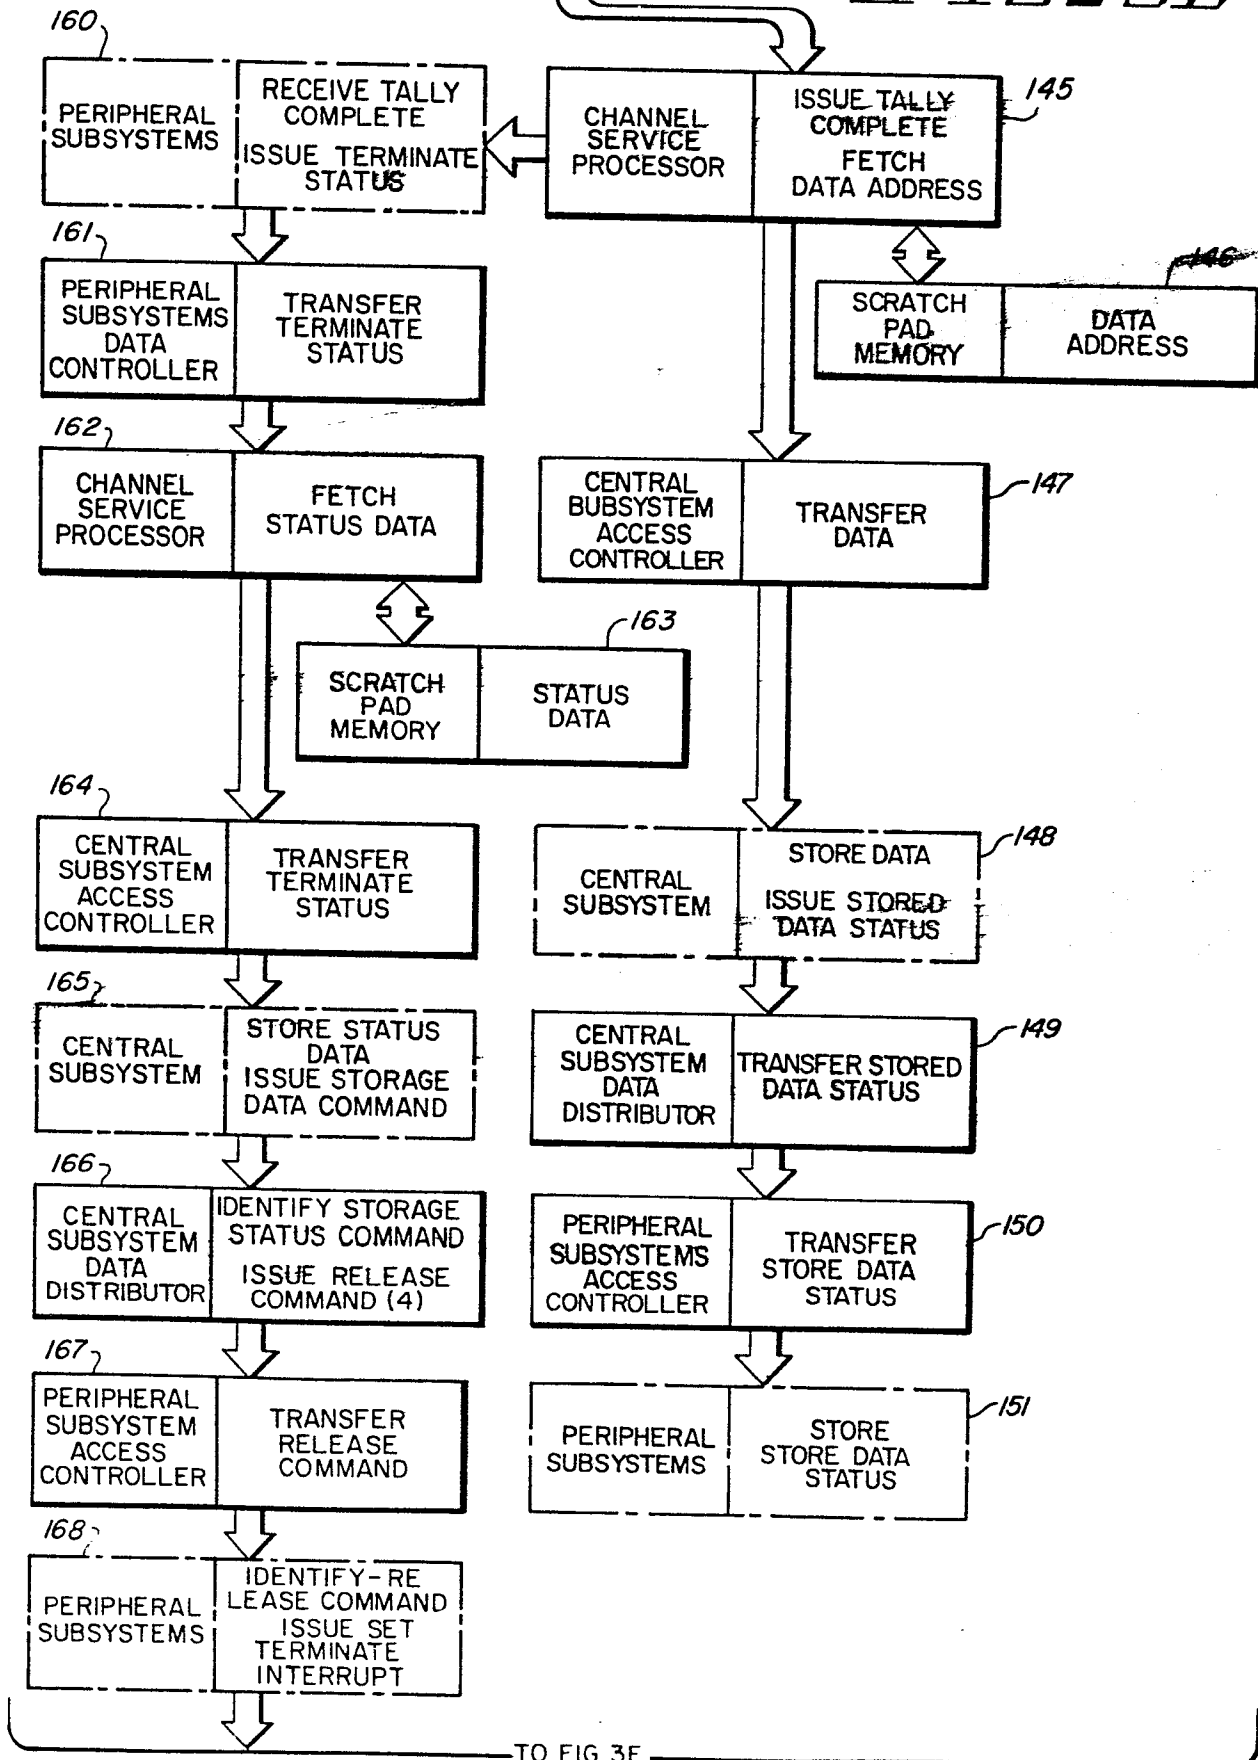 160
PERIPHERAL
SUBSYSTEMS
RECEIVE TALLY
COMPLETE
ISSUE TERMINATE
STATUS
CHANNEL
SERVICE
PROCESSOR
ISSUE TALLY
COMPLETE
FETCH
DATA ADDRESS
145
161
PERIPHERAL
SUBSYSTEMS
DATA
CONTROLLER
TRANSFER
TERMINATE
STATUS
146
SCRATCH
PAD
MEMORY
DATA
ADDRESS
162
CHANNEL
SERVICE
PROCESSOR
FETCH
STATUS DATA
CENTRAL
BUBSYSTEM
ACCESS
CONTROLLER
TRANSFER
DATA
147
163
SCRATCH
PAD
MEMORY
STATUS
DATA
164
CENTRAL
SUBSYSTEM
ACCESS
CONTROLLER
TRANSFER
TERMINATE
STATUS
CENTRAL
SUBSYSTEM
STORE DATA
ISSUE STORED
DATA STATUS
148
165
CENTRAL
SUBSYSTEM
STORE STATUS
DATA
ISSUE STORAGE
DATA COMMAND
CENTRAL
SUBSYSTEM
DATA
DISTRIBUTOR
TRANSFER STORED
DATA STATUS
149
166
CENTRAL
SUBSYSTEM
DATA
DISTRIBUTOR
IDENTIFY STORAGE
STATUS COMMAND
ISSUE RELEASE
COMMAND (4)
PERIPHERAL
SUBSYSTEMS
ACCESS
CONTROLLER
TRANSFER
STORE DATA
STATUS
150
167
PERIPHERAL
SUBSYSTEM
ACCESS
CONTROLLER
TRANSFER
RELEASE
COMMAND
PERIPHERAL
SUBSYSTEMS
STORE
STORE DATA
STATUS
151
168
PERIPHERAL
SUBSYSTEMS
IDENTIFY-RE
LEASE COMMAND
ISSUE SET
TERMINATE
INTERRUPT
TO FIG 3E